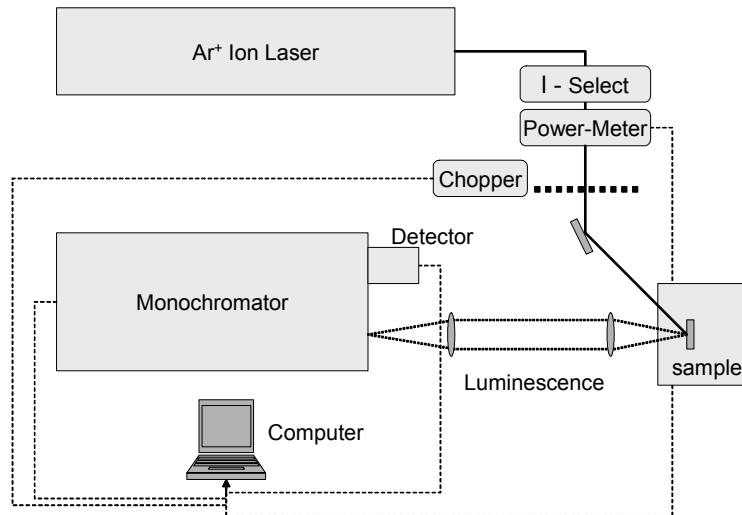 Ar⁺ Ion Laser
I - Select
Power-Meter
Chopper
Detector
Monochromator
sample
Luminescence
Computer